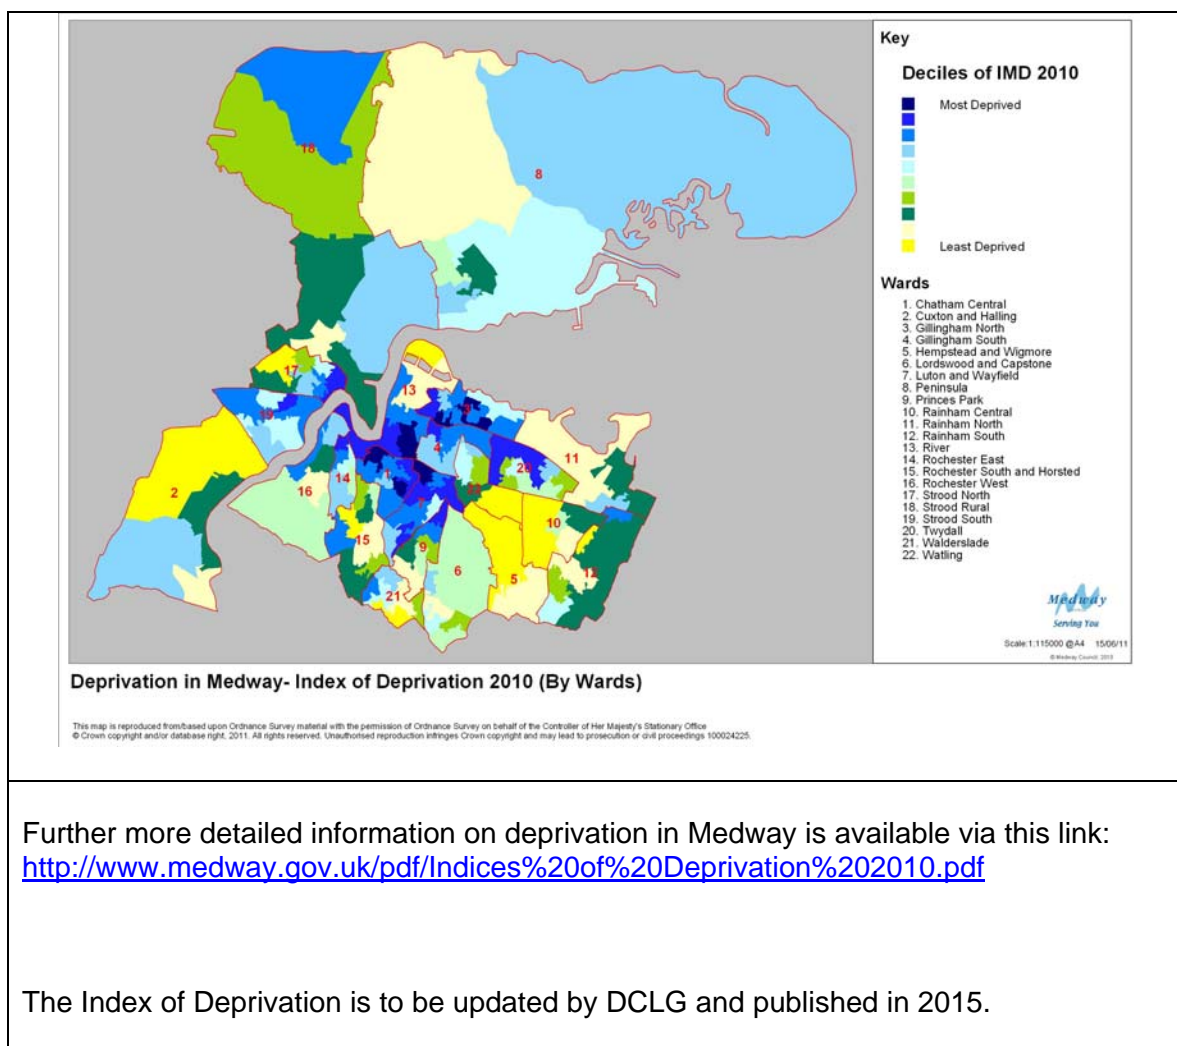 Key
Deciles of IMD 2010
Most Deprived
Least Deprived
Wards
1. Chatham Central
2. Cuxton and Halling
3. Gillingham North
4. Gillingham South
5. Hempstead and Wigmore
6. Lordswood and Capstone
7. Luton and Wayfield
8. Peninsula
9. Princes Park
10. Rainham Central
11. Rainham North
12. Rainham South
13. River
14. Rochester East
15. Rochester South and Horsted
16. Rochester West
17. Strood North
18. Strood Rural
19. Strood South
20. Twydall
21. Walderslade
22. Watling
18
8
17
13
19
3
4
11
20
14
1
2
16
22
7
10
15
9
6
5
12
21
Medway
Serving You
Scale:1:115000 @A4 15/06/11
© Medway Council, 2010
Deprivation in Medway- Index of Deprivation 2010 (By Wards)
This map is reproduced from/based upon Ordnance Survey material with the permission of Ordnance Survey on behalf of the Controller of Her Majesty's Stationary Office
© Crown copyright and/or database right, 2011. All rights reserved. Unauthorised reproduction infringes Crown copyright and may lead to prosecution or civil proceedings 100024225.
Further more detailed information on deprivation in Medway is available via this link:
http://www.medway.gov.uk/pdf/Indices%20of%20Deprivation%202010.pdf
The Index of Deprivation is to be updated by DCLG and published in 2015.